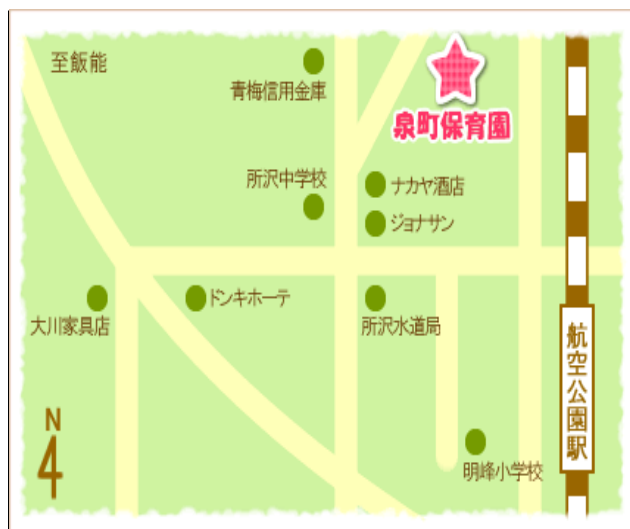 至飯能
青梅信用金庫
泉町保育園
所沢中学校
ナカヤ酒店
ジョナサン
ドンキホーテ
大川家具店
所沢水道局
航空公園駅
明峰小学校
N